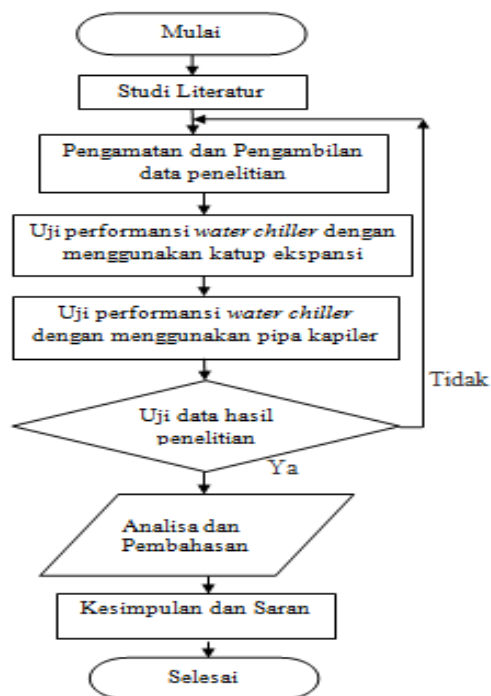 Mulai
Studi Literatur
Pengamatan dan Pengambilan
data penelitian
Uji performansi water chiller dengan
menggunakan katup ekspansi
Uji performansi water chiller
dengan menggunakan pipa kapiler
Tidak
Uji data hasil
penelitian
Ya
Analisa dan
Pembahasan
Kesimpulan dan Saran
Selesai